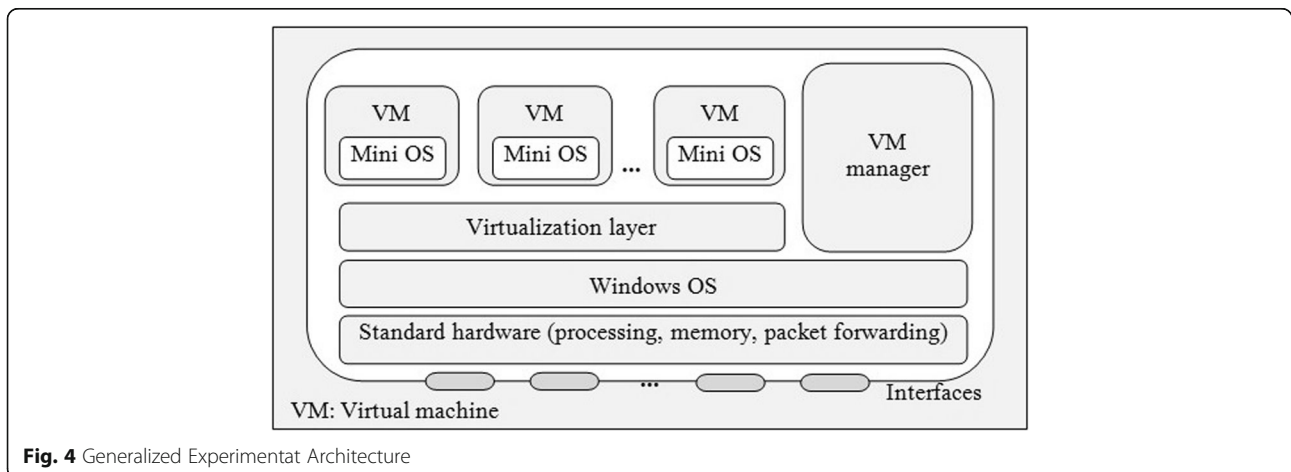 VM
Mini OS
VM
Mini OS
...
VM
Mini OS
VM
manager
Virtualization layer
Windows OS
Standard hardware (processing, memory, packet forwarding)
...
Interfaces
VM: Virtual machine
Fig. 4 Generalized Experimentat Architecture